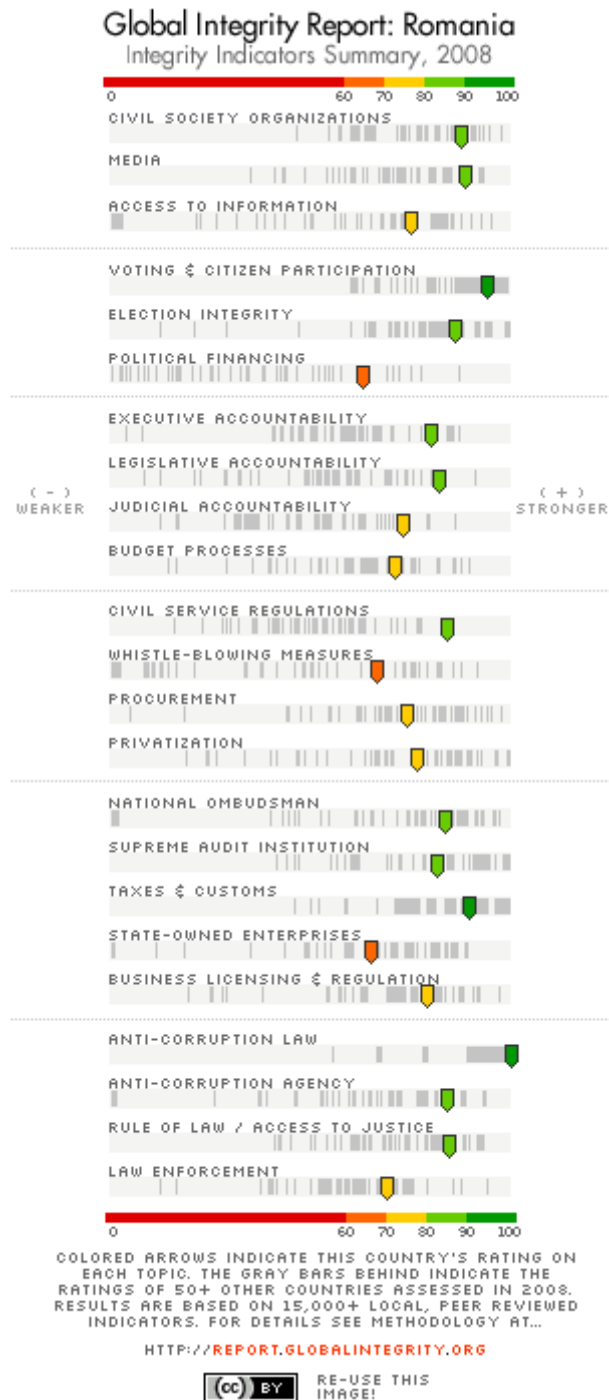 Global Integrity Report: Romania
Integrity Indicators Summary, 2008
0 60 70 80 90 100
CIVIL SOCIETY ORGANIZATIONS
MEDIA
ACCESS TO INFORMATION
VOTING & CITIZEN PARTICIPATION
ELECTION INTEGRITY
POLITICAL FINANCING
EXECUTIVE ACCOUNTABILITY
LEGISLATIVE ACCOUNTABILITY
( - )
WEAKER
( + )
STRONGER
JUDICIAL ACCOUNTABILITY
BUDGET PROCESSES
CIVIL SERVICE REGULATIONS
WHISTLE-BLOWING MEASURES
PROCUREMENT
PRIVATIZATION
NATIONAL OMBUDSMAN
SUPREME AUDIT INSTITUTION
TAXES & CUSTOMS
STATE-OWNED ENTERPRISES
BUSINESS LICENSING & REGULATION
ANTI-CORRUPTION LAW
ANTI-CORRUPTION AGENCY
RULE OF LAW / ACCESS TO JUSTICE
LAW ENFORCEMENT
0 60 70 80 90 100
COLORED ARROWS INDICATE THIS COUNTRY'S RATING ON
EACH TOPIC. THE GRAY BARS BEHIND INDICATE THE
RATINGS OF 50+ OTHER COUNTRIES ASSESSED IN 2008.
RESULTS ARE BASED ON 15,000+ LOCAL, PEER REVIEWED
INDICATORS. FOR DETAILS SEE METHODOLOGY AT...
HTTP://REPORT.GLOBALINTEGRITY.ORG
(cc) BY
RE-USE THIS
IMAGE!